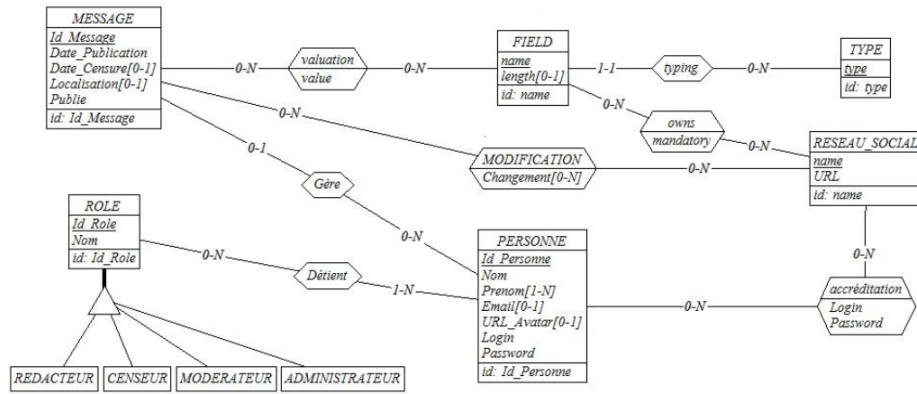 MESSAGE
Id_Message
Date_Publication
Date_Censure[0-1]
Localisation[0-1]
Publie
id: Id_Message
0-N
valuation
value
0-N
FIELD
name
length[0-1]
id: name
1-1
typing
0-N
TYPE
type
id: type
0-N
0-N
owns
mandatory
0-N
MODIFICATION
Changement[0-N]
0-N
RESEAU_SOCIAL
name
URL
id: name
0-1
Gère
0-N
ROLE
Id_Role
Nom
id: Id_Role
0-N
Détient
1-N
PERSONNE
Id_Personne
Nom
Prenom[1-N]
Email[0-1]
URL_Avatar[0-1]
Login
Password
id: Id_Personne
0-N
0-N
accréditation
Login
Password
REDACTEUR
CENSEUR
MODERATEUR
ADMINISTRATEUR